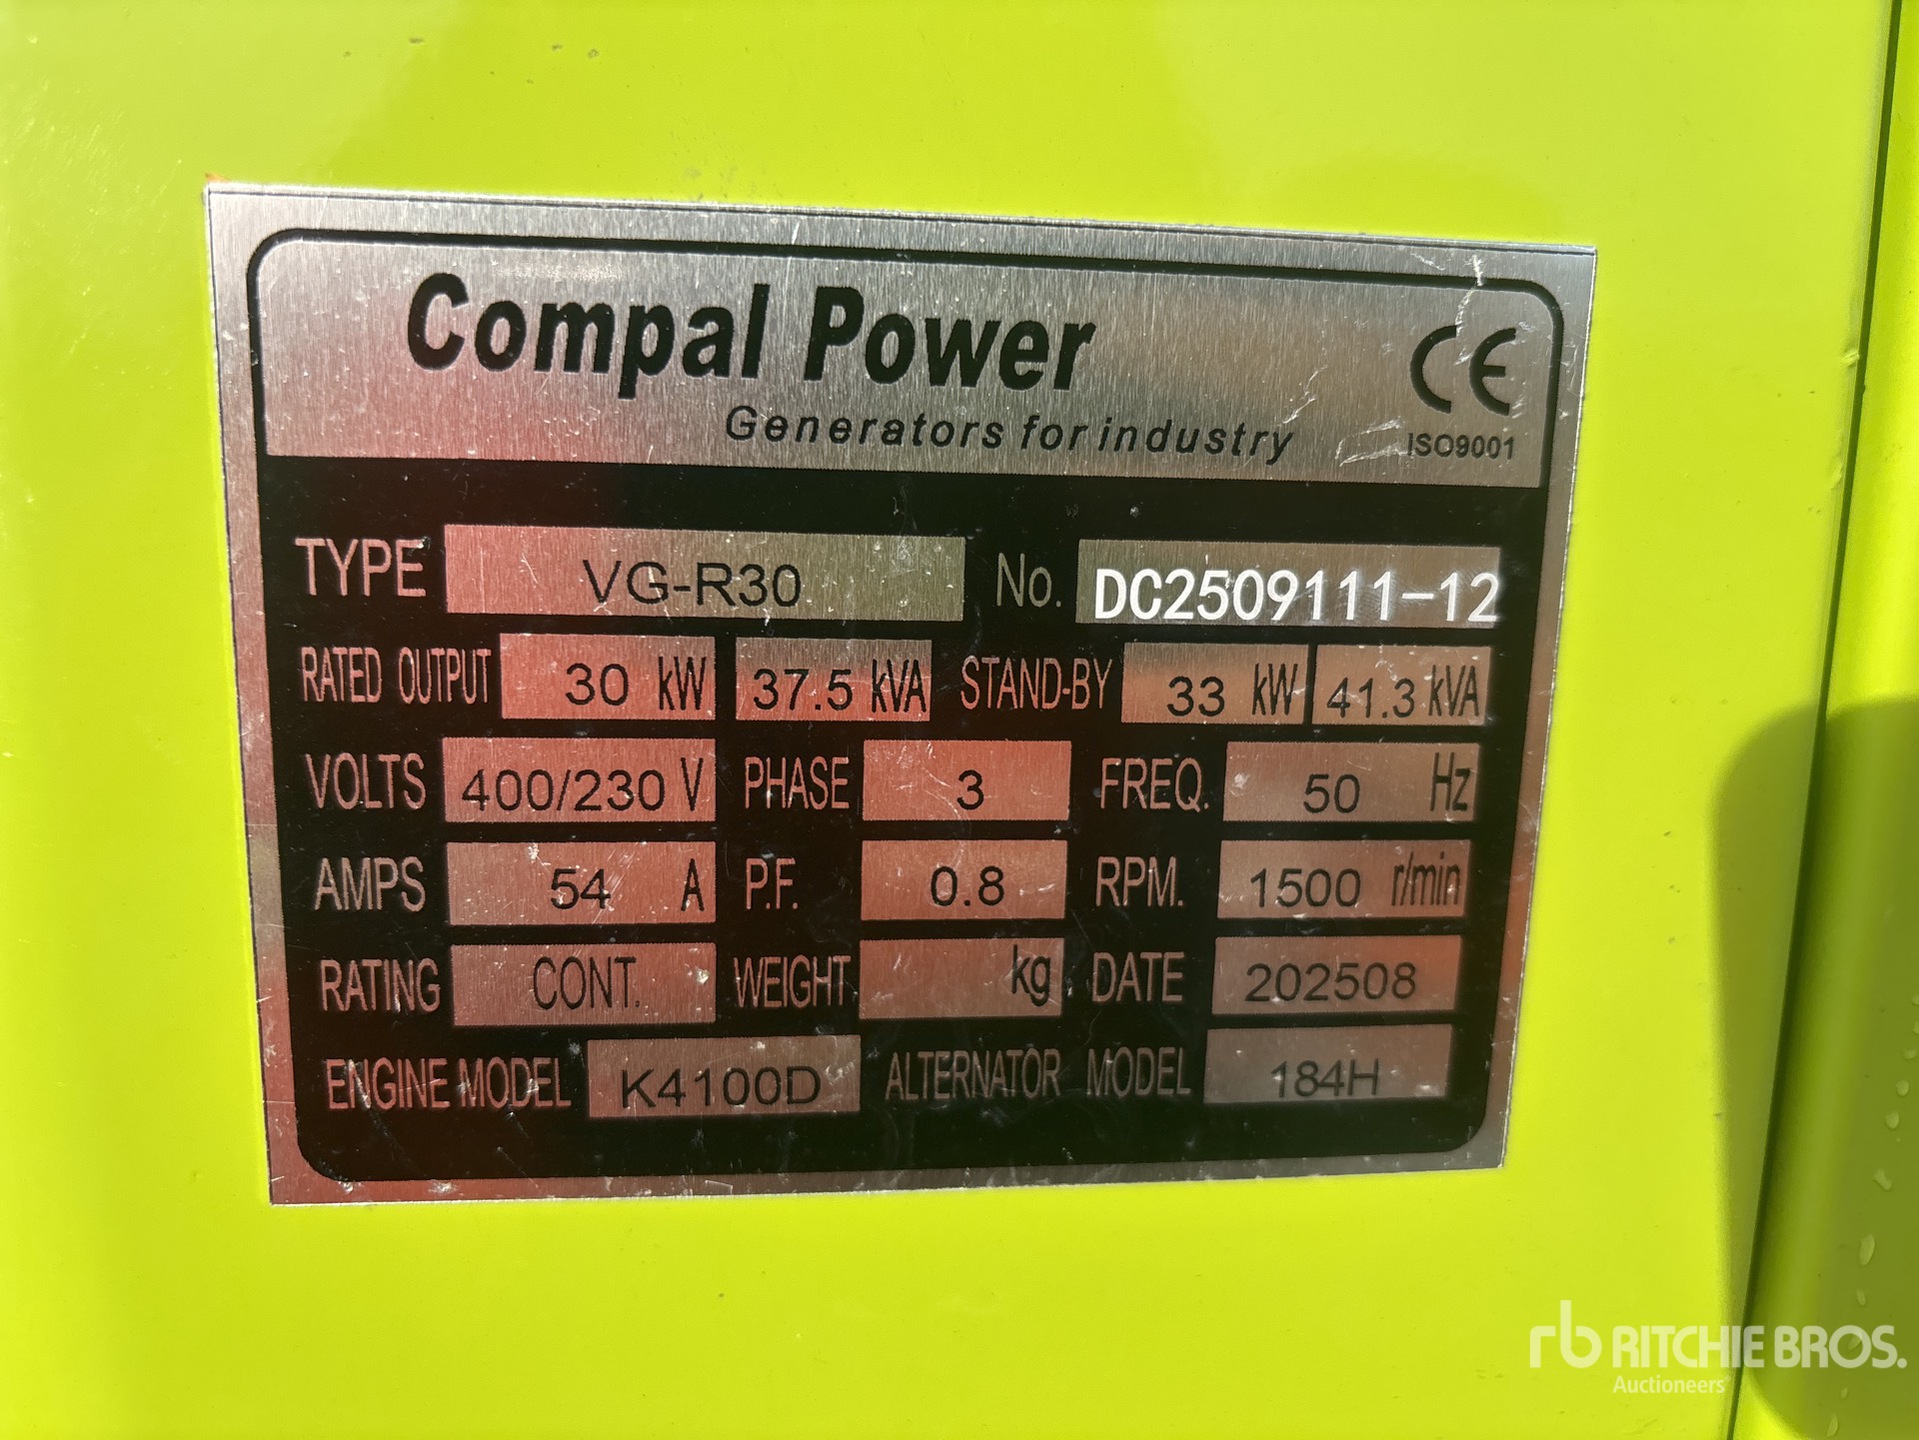 Compal Power
Generators for industry
CE
ISO9001
TYPE VG-R30 No. DC2509111-12
RATED OUTPUT 30 kW 37.5 kVA STAND-BY 33 kW 41.3 kVA
VOLTS 400/230 V PHASE 3 FREQ. 50 Hz
AMPS 54 A P.F. 0.8 RPM. 1500 r/min
RATING CONT. WEIGHT kg DATE 202508
ENGINE MODEL K4100D ALTERNATOR MODEL 184H
rb RITCHIE BROS.
Auctioneers